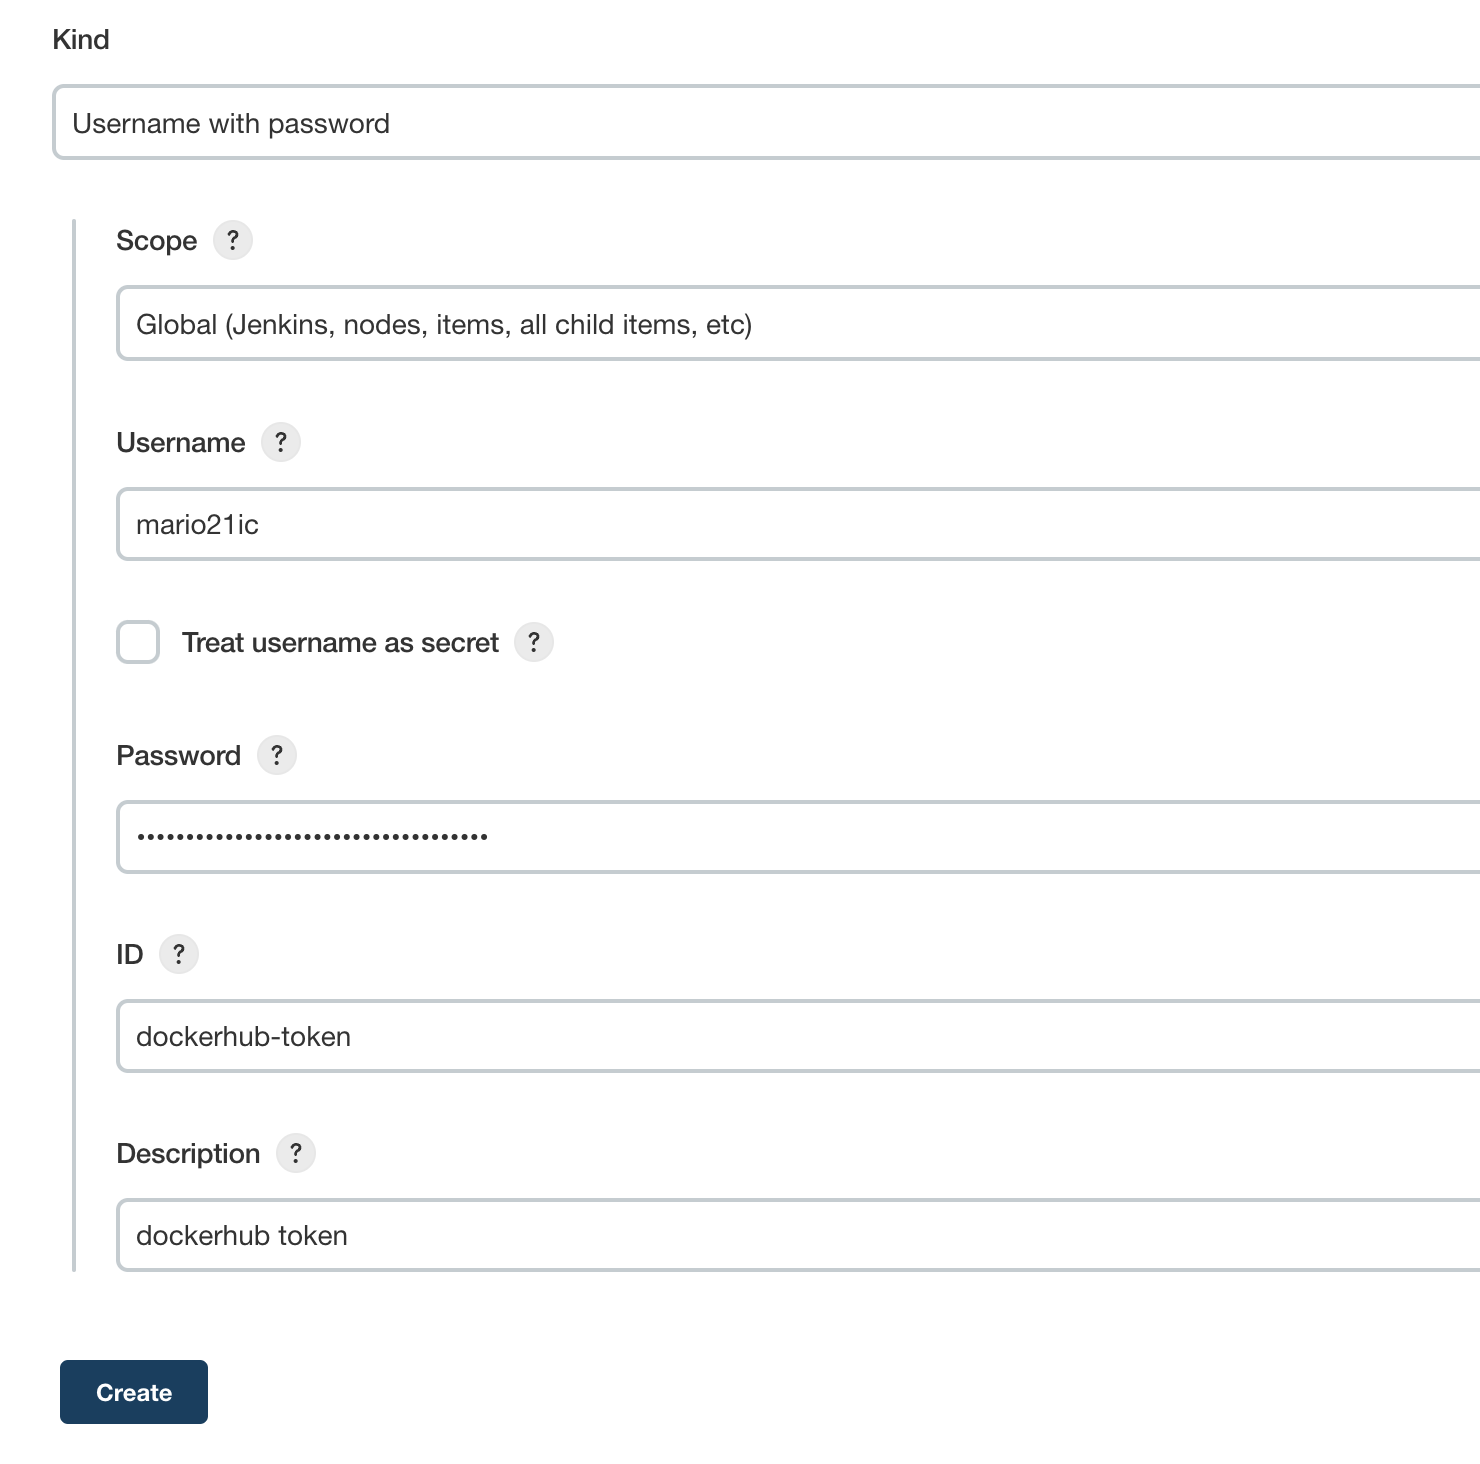 Kind
Username with password
Scope ?
Global (Jenkins, nodes, items, all child items, etc)
Username ?
mario21ic
Treat username as secret ?
Password ?
••••••••••••••••••••••••••••••••••••
ID ?
dockerhub-token
Description ?
dockerhub token
Create